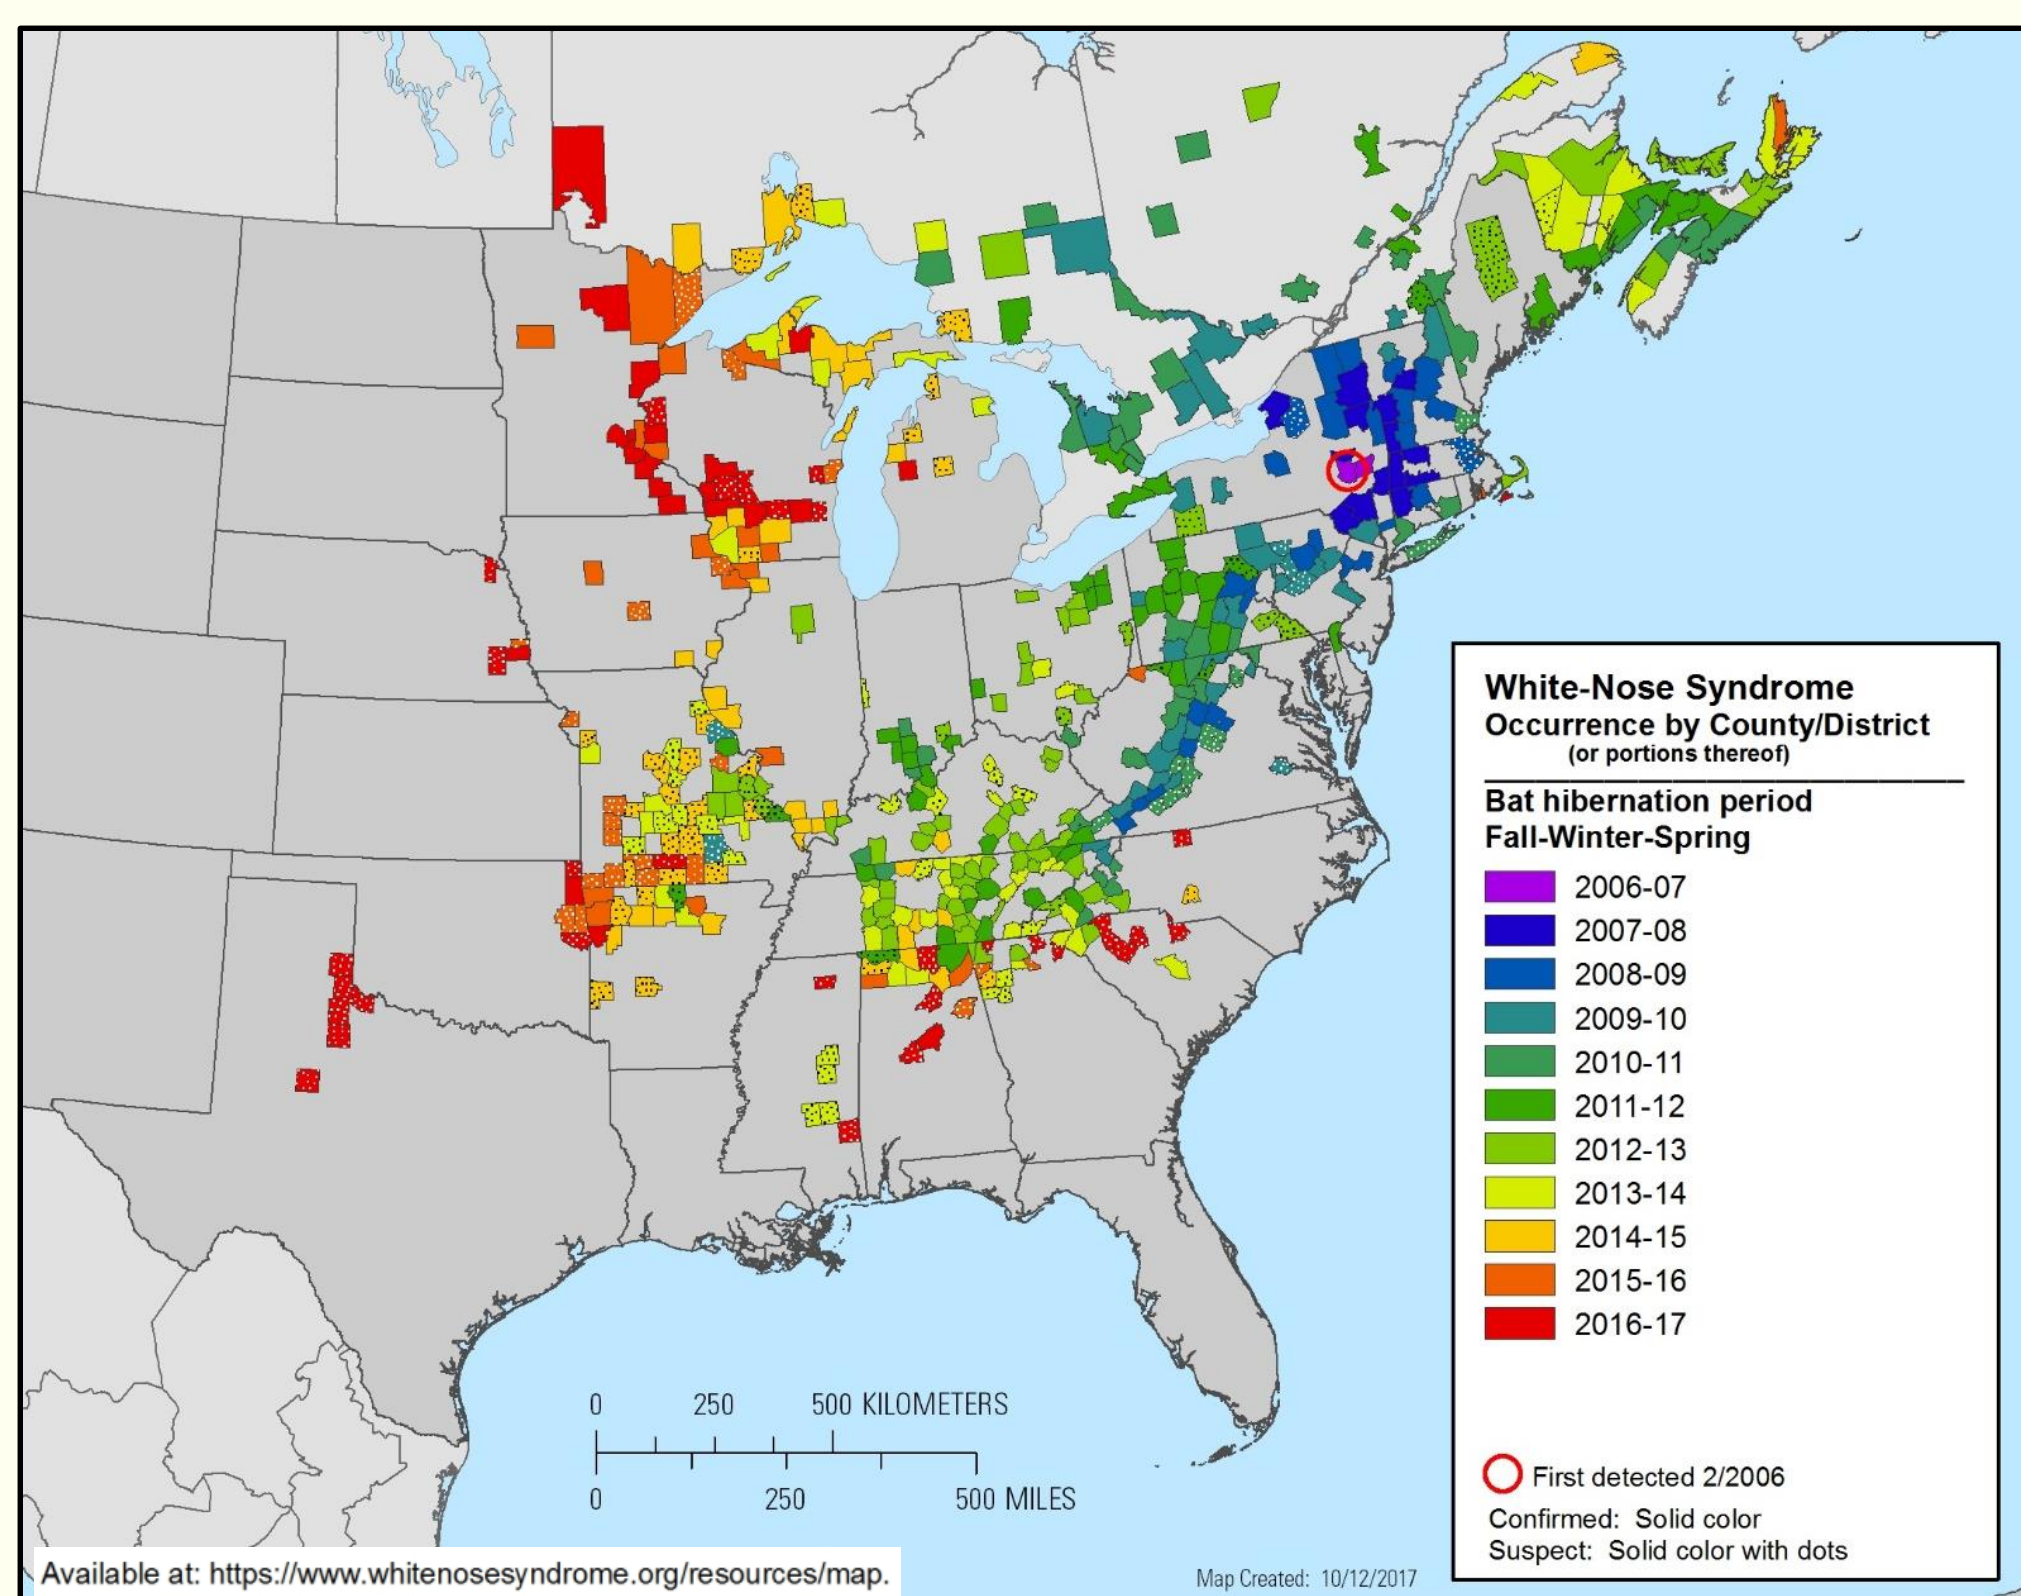 White-Nose Syndrome
Occurrence by County/District
(or portions thereof)
Bat hibernation period
Fall-Winter-Spring
2006-07
2007-08
2008-09
2009-10
2010-11
2011-12
2012-13
2013-14
2014-15
2015-16
2016-17
First detected 2/2006
Confirmed: Solid color
Suspect: Solid color with dots
0 250 500 KILOMETERS
0 250 500 MILES
Available at: https://www.whitenosesyndrome.org/resources/map.
Map Created: 10/12/2017